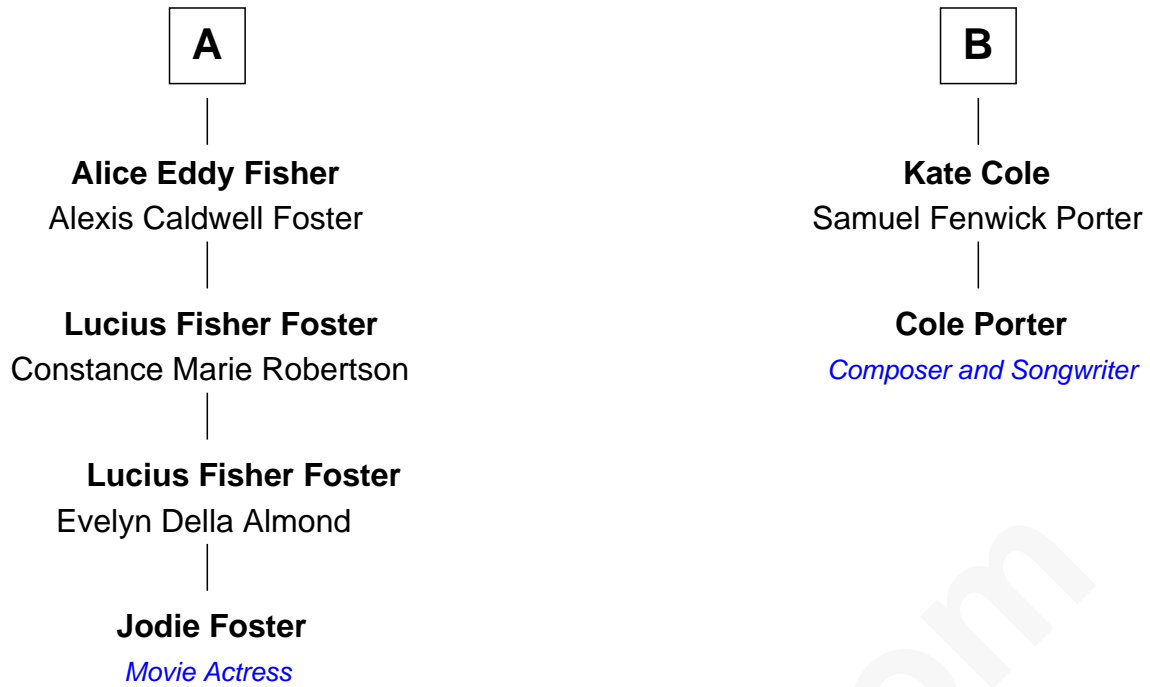 A
Alice Eddy Fisher
Alexis Caldwell Foster
Lucius Fisher Foster
Constance Marie Robertson
Lucius Fisher Foster
Evelyn Della Almond
Jodie Foster
Movie Actress
B
Kate Cole
Samuel Fenwick Porter
Cole Porter
Composer and Songwriter
om